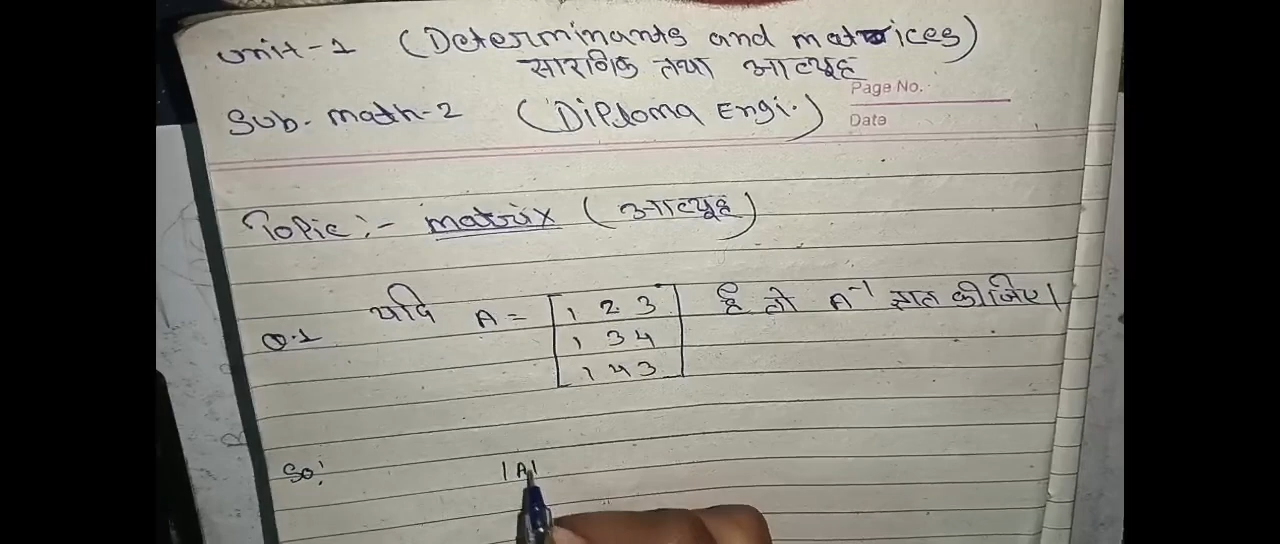 Unit-1 (Determinants and matrices)
सारणिक तथा आव्यूह
Page No.
Sub. math-2 (Diploma Engi.)
Date
Topic :- matrix (आव्यूह)
Q.1 यदि A = [1 2 3 है तो A⁻¹ ज्ञात कीजिए।
1 3 4
1 4 3]
So! |A|